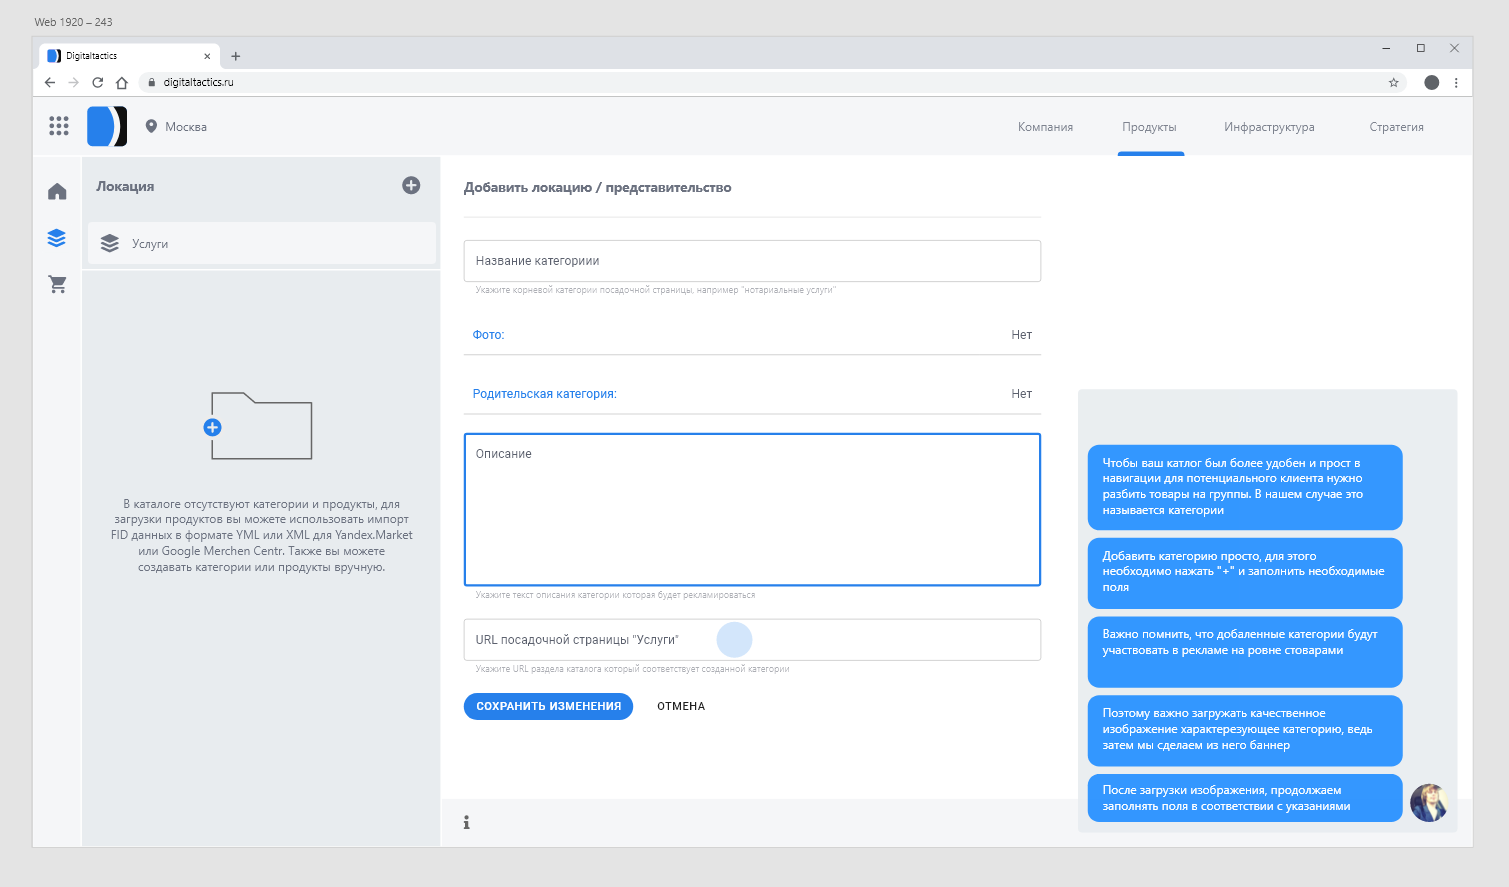 Web 1920 – 243
Digitaltactics
digitaltactics.ru
Москва
Компания
Продукты
Инфраструктура
Стратегия
Локация
Услуги
В каталоге отсутствуют категории и продукты, для
загрузки продуктов вы можете использовать импорт
FID данных в формате YML или XML для Yandex.Market
или Google Merchen Centr. Также вы можете
создавать категории или продукты вручную.
Добавить локацию / представительство
Название категориии
Укажите корневой категории посадочной страницы, например "нотариальные услуги"
Фото:
Нет
Родительская категория:
Нет
Описание
Укажите текст описания категории которая будет рекламироваться
URL посадочной страницы "Услуги"
Укажите URL раздела каталога который соответствует созданной категории
СОХРАНИТЬ ИЗМЕНЕНИЯ
ОТМЕНА
Чтобы ваш катлог был более удобен и прост в
навигации для потенциального клиента нужно
разбить товары на группы. В нашем случае это
называется категории
Добавить категорию просто, для этого
необходимо нажать "+" и заполнить необходимые
поля
Важно помнить, что добаленные категории будут
участвовать в рекламе на ровне стоварами
Поэтому важно загружать качественное
изображение характерезующее категорию, ведь
затем мы сделаем из него баннер
После загрузки изображения, продолжаем
заполнять поля в соответствии с указаниями